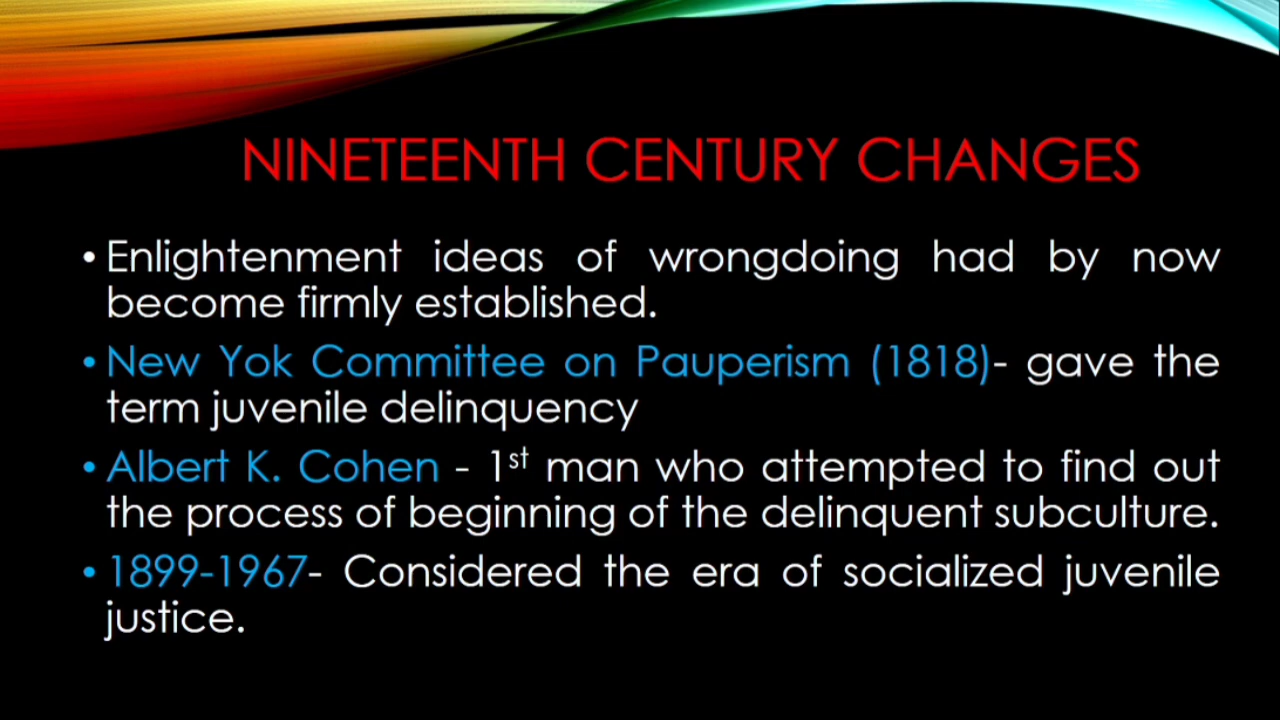 NINETEENTH CENTURY CHANGES
• Enlightenment ideas of wrongdoing had by now
become firmly established.
• New Yok Committee on Pauperism (1818)- gave the
term juvenile delinquency
• Albert K. Cohen - 1st man who attempted to find out
the process of beginning of the delinquent subculture.
• 1899-1967- Considered the era of socialized juvenile
justice.